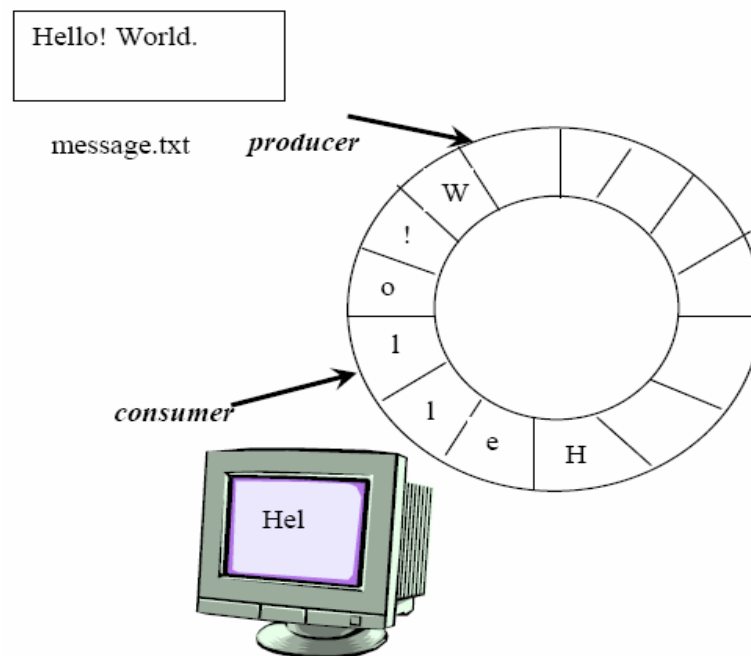 Hello! World.
message.txt
producer
W
!
o
l
l
e
H
consumer
Hel